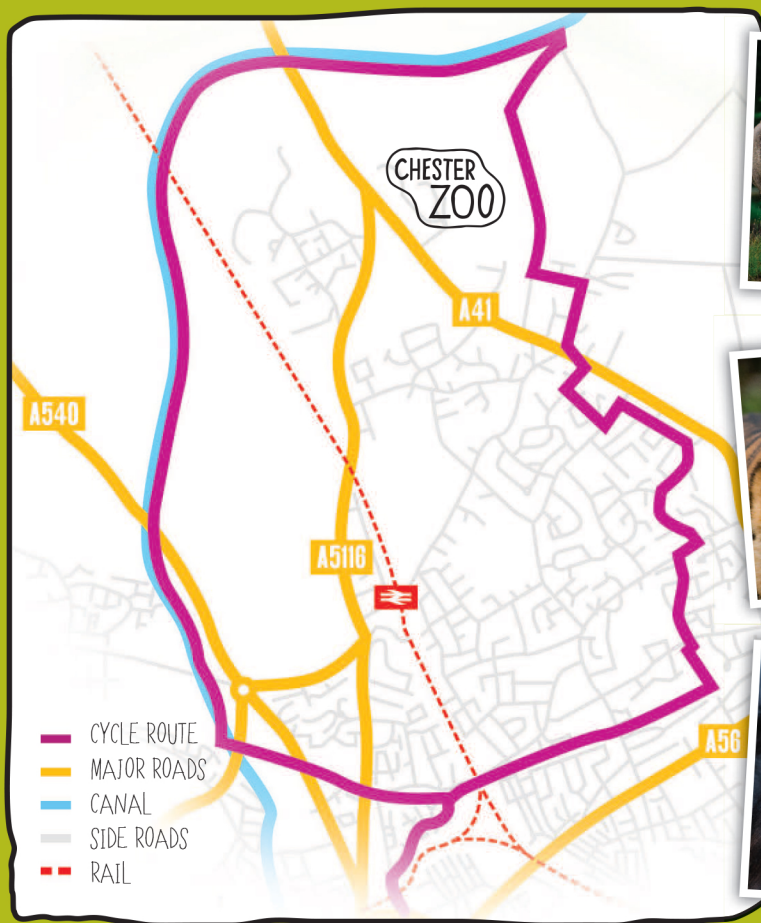 CHESTER
ZOO
A41
A540
A5116
A56
CYCLE ROUTE
MAJOR ROADS
CANAL
SIDE ROADS
RAIL